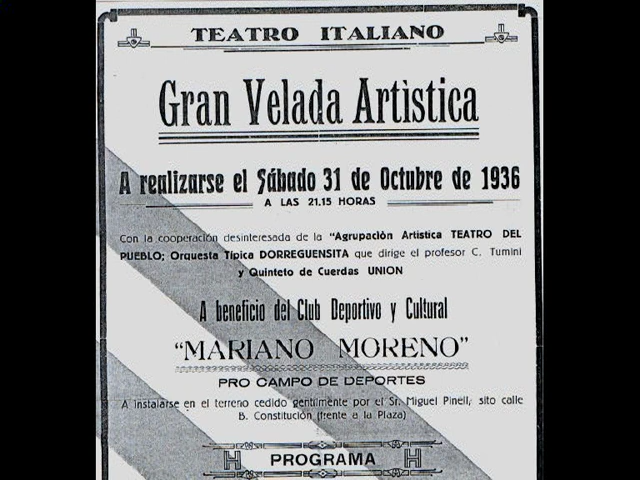 TEATRO ITALIANO
Gran Velada Artìstica
A realizarse el Sábado 31 de Octubre de 1936
A LAS 21.15 HORAS
Con la cooperación desinteresada de la "Agrupaciòn Artistica TEATRO DEL
PUEBLO; Orquesta Típica DORREGUENSITA que dirige el profesor C. Tumini
y Quinteto de Cuerdas UNION
A beneficio del Club Deportivo y Cultural
"MARIANO MORENO"
PRO CAMPO DE DEPORTES
A instalarse en el terreno cedido gentilmente por el Sr. Miguel Pinell, sito calle
B. Constitución (frente a la Plaza)
H PROGRAMA H